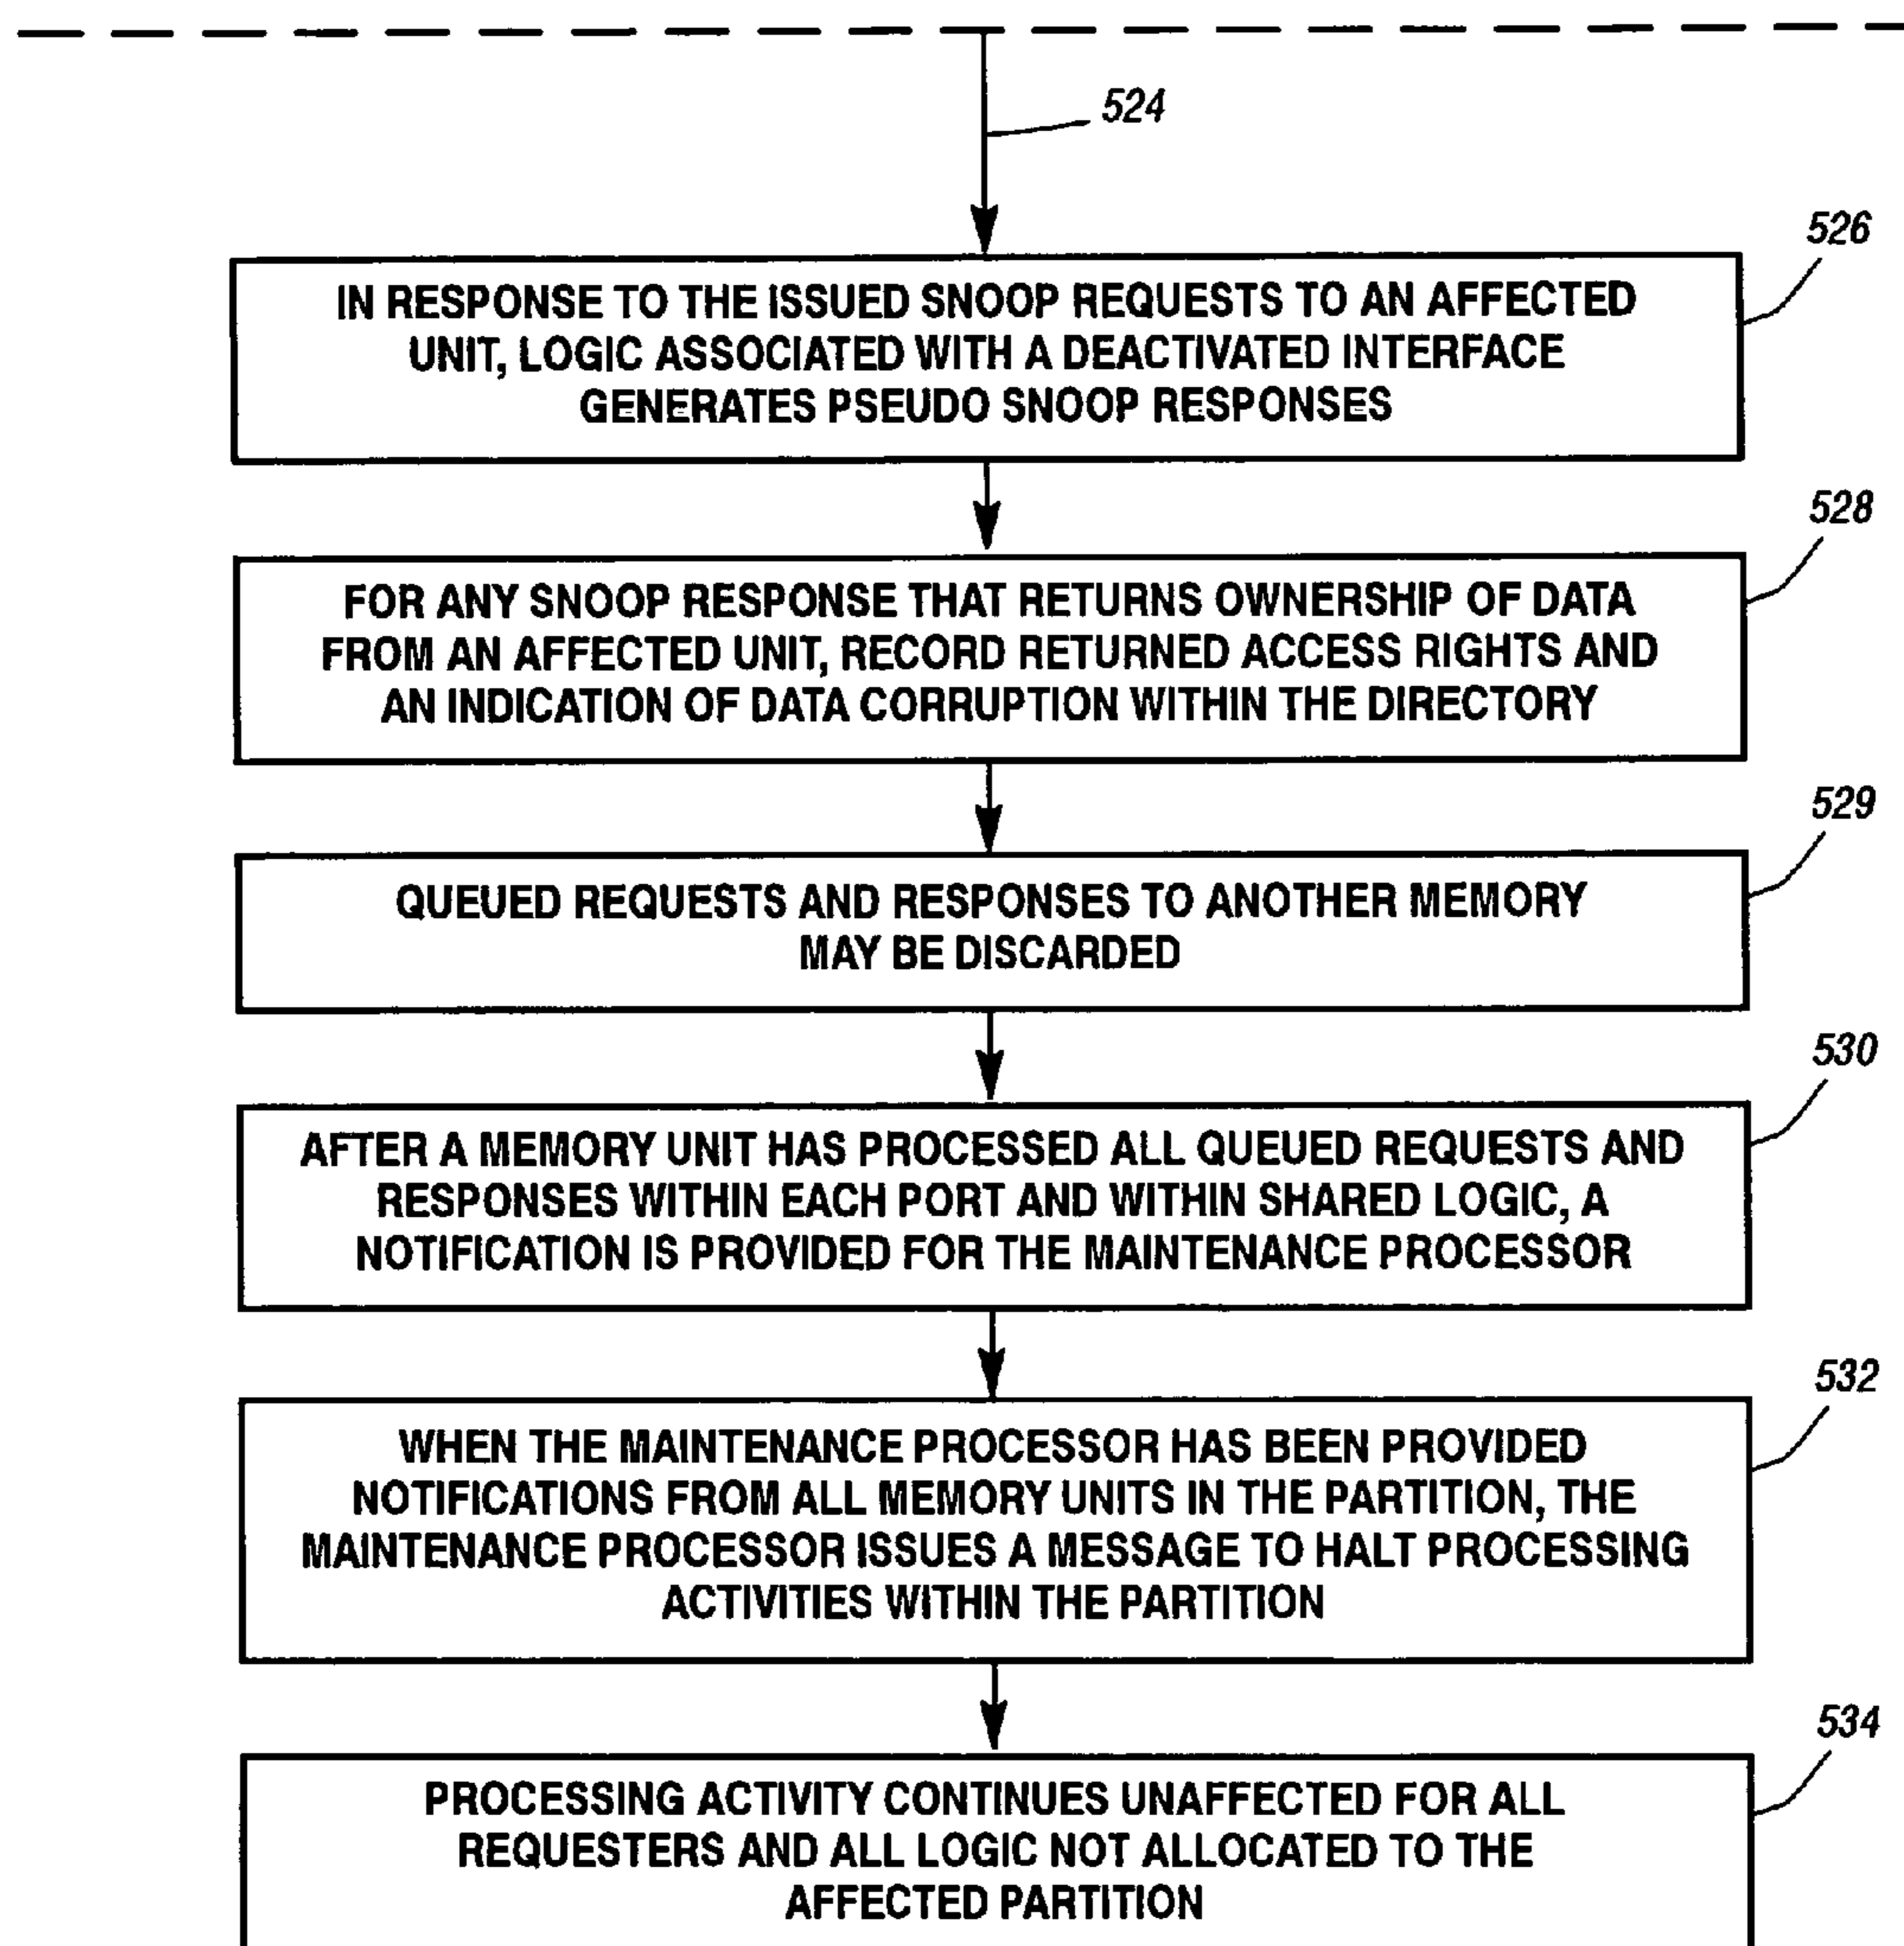 524
526
IN RESPONSE TO THE ISSUED SNOOP REQUESTS TO AN AFFECTED
UNIT, LOGIC ASSOCIATED WITH A DEACTIVATED INTERFACE
GENERATES PSEUDO SNOOP RESPONSES
528
FOR ANY SNOOP RESPONSE THAT RETURNS OWNERSHIP OF DATA
FROM AN AFFECTED UNIT, RECORD RETURNED ACCESS RIGHTS AND
AN INDICATION OF DATA CORRUPTION WITHIN THE DIRECTORY
529
QUEUED REQUESTS AND RESPONSES TO ANOTHER MEMORY
MAY BE DISCARDED
530
AFTER A MEMORY UNIT HAS PROCESSED ALL QUEUED REQUESTS AND
RESPONSES WITHIN EACH PORT AND WITHIN SHARED LOGIC, A
NOTIFICATION IS PROVIDED FOR THE MAINTENANCE PROCESSOR
532
WHEN THE MAINTENANCE PROCESSOR HAS BEEN PROVIDED
NOTIFICATIONS FROM ALL MEMORY UNITS IN THE PARTITION, THE
MAINTENANCE PROCESSOR ISSUES A MESSAGE TO HALT PROCESSING
ACTIVITIES WITHIN THE PARTITION
534
PROCESSING ACTIVITY CONTINUES UNAFFECTED FOR ALL
REQUESTERS AND ALL LOGIC NOT ALLOCATED TO THE
AFFECTED PARTITION